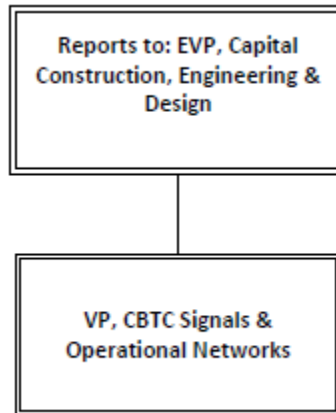 Reports to: EVP, Capital
Construction, Engineering &
Design
VP, CBTC Signals &
Operational Networks